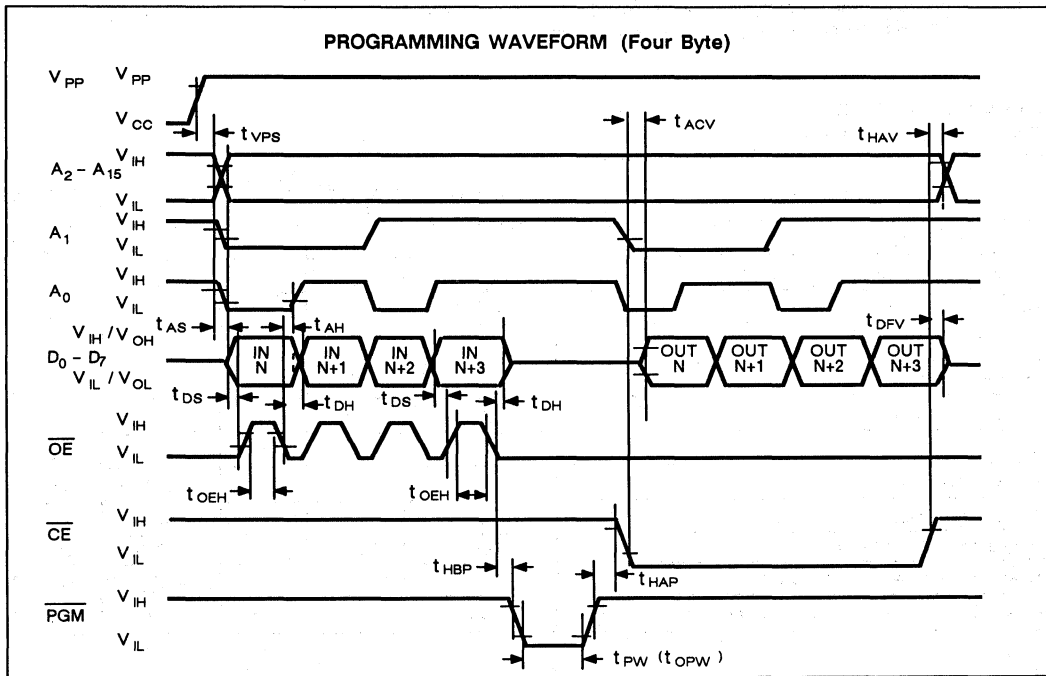 PROGRAMMING WAVEFORM (Four Byte)
V PP V PP
V CC
t VPS
t ACV
t HAV
A2 – A15 V IH
V IL
A1 V IH
V IL
A0 V IH
V IL
t AS
t AH
t DFV
V IH / V OH
D0 – D7
V IL / V OL
IN N
IN N+1
IN N+2
IN N+3
OUT N
OUT N+1
OUT N+2
OUT N+3
t DS
t DH
t DS
t DH
OE V IH
V IL
t OEH
t OEH
CE V IH
V IL
t HBP
t HAP
PGM V IH
V IL
t PW (t OPW)